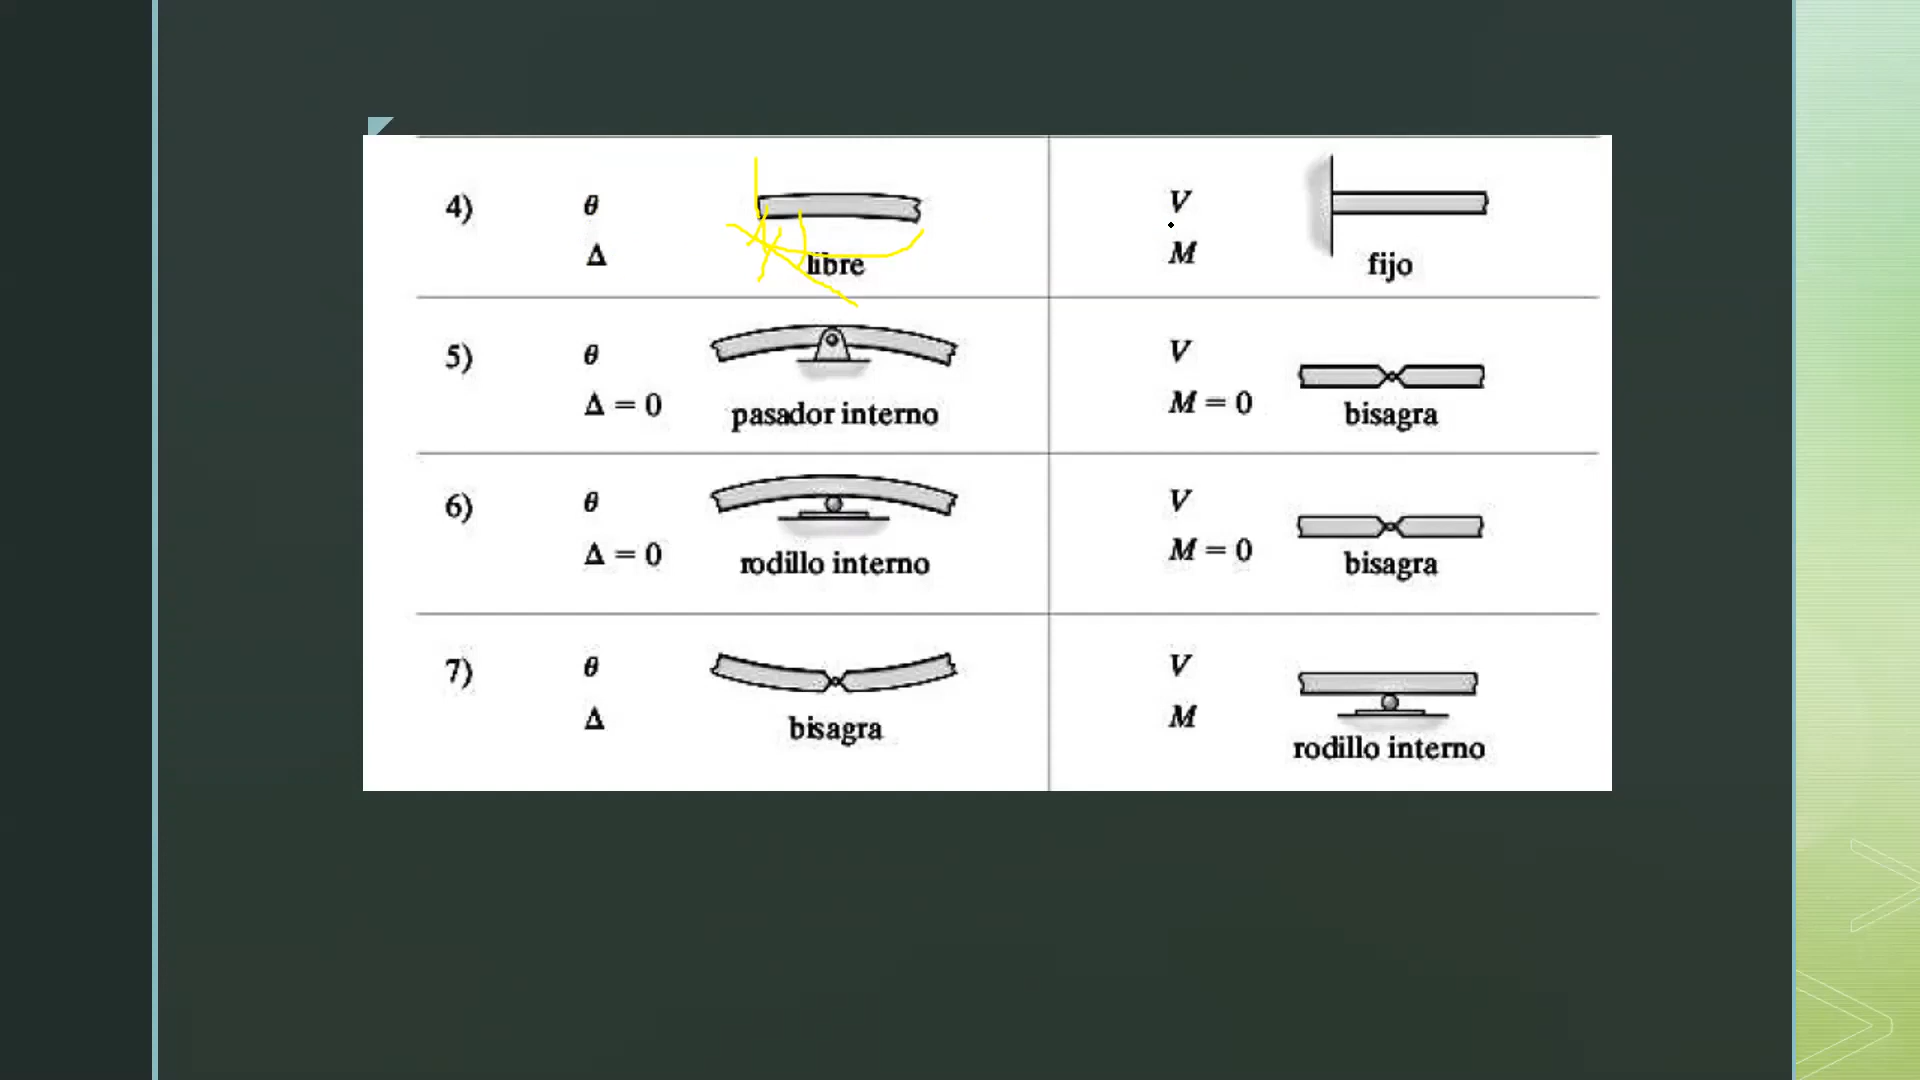 4) θ V
Δ M
libre fijo
5) θ V
Δ = 0 M = 0
pasador interno bisagra
6) θ V
Δ = 0 M = 0
rodillo interno bisagra
7) θ V
Δ M
bisagra rodillo interno